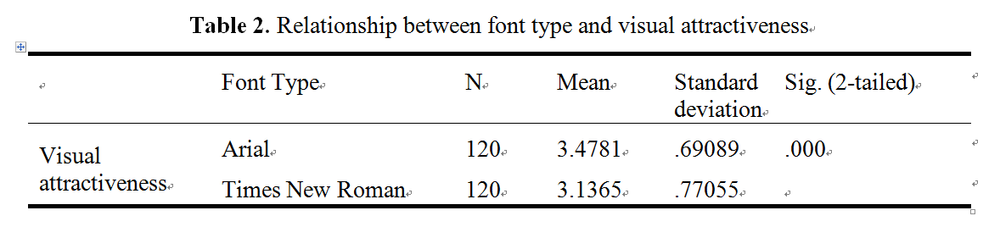 Table 2. Relationship between font type and visual attractiveness
Font Type N Mean Standard deviation Sig. (2-tailed)
Visual attractiveness
Arial 120 3.4781 .69089 .000
Times New Roman 120 3.1365 .77055